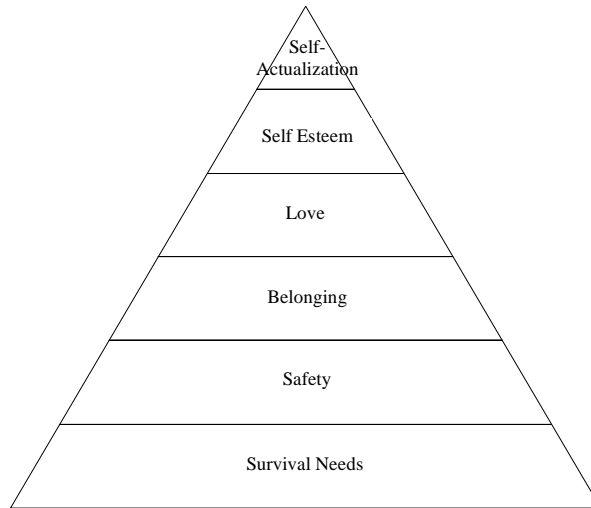 Self-
Actualization
Self Esteem
Love
Belonging
Safety
Survival Needs